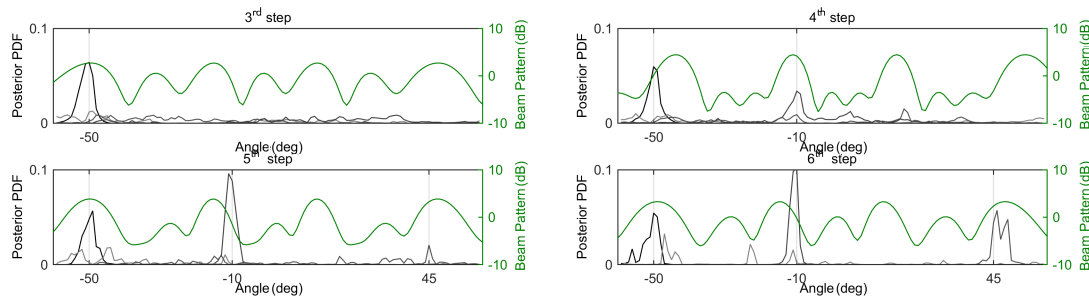 3rd step
0.1
0
Posterior PDF
10
0
-10
Beam Pattern (dB)
-50
Angle (deg)
4th step
0.1
0
Posterior PDF
10
0
-10
Beam Pattern (dB)
-50
-10
Angle (deg)
5th step
0.1
0
Posterior PDF
10
0
-10
Beam Pattern (dB)
-50
-10
45
Angle (deg)
6th step
0.1
0
Posterior PDF
10
0
-10
Beam Pattern (dB)
-50
-10
45
Angle (deg)